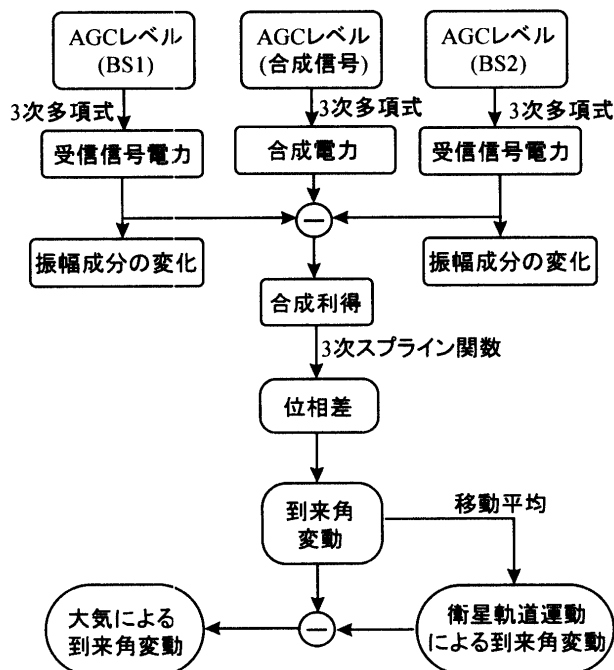 AGCレベル
(BS1)
AGCレベル
(合成信号)
AGCレベル
(BS2)
3次多項式
3次多項式
3次多項式
受信信号電力
合成電力
受信信号電力
−
振幅成分の変化
振幅成分の変化
合成利得
3次スプライン関数
位相差
到来角
変動
移動平均
大気による
到来角変動
−
衛星軌道運動
による到来角変動